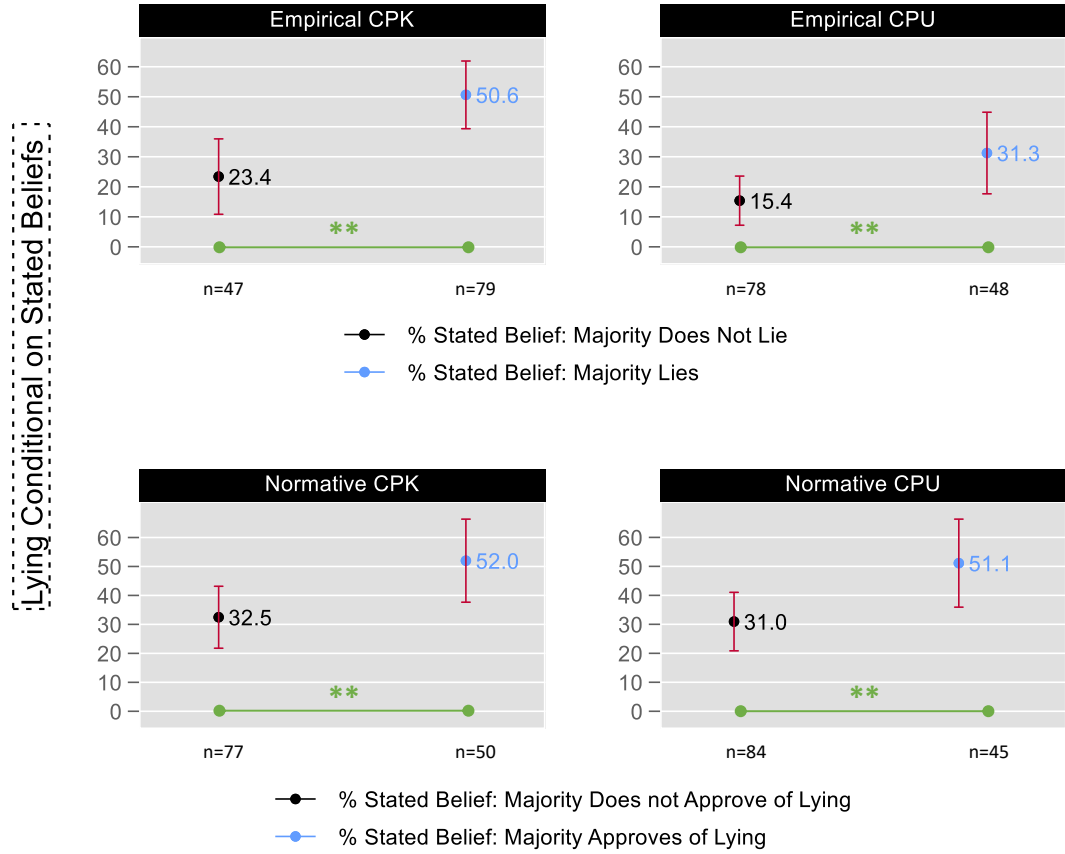 Lying Conditional on Stated Beliefs
Empirical CPK
60
50
40
30
20
10
0
23.4
50.6
**
n=47
n=79
Empirical CPU
60
50
40
30
20
10
0
15.4
31.3
**
n=78
n=48
% Stated Belief: Majority Does Not Lie
% Stated Belief: Majority Lies
Normative CPK
60
50
40
30
20
10
0
32.5
52.0
**
n=77
n=50
Normative CPU
60
50
40
30
20
10
0
31.0
51.1
**
n=84
n=45
% Stated Belief: Majority Does not Approve of Lying
% Stated Belief: Majority Approves of Lying